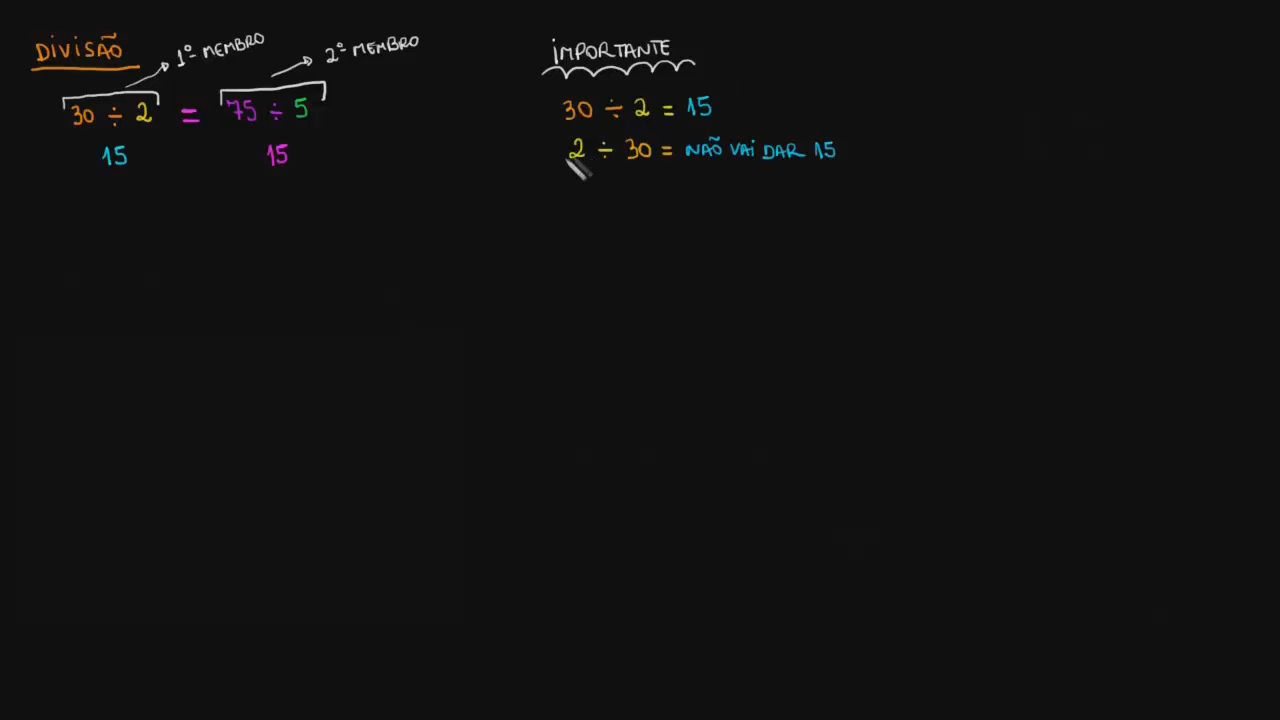 DIVISÃO
1º MEMBRO
2º MEMBRO
30 ÷ 2 = 75 ÷ 5
15 15
IMPORTANTE
30 ÷ 2 = 15
2 ÷ 30 = NÃO VAI DAR 15